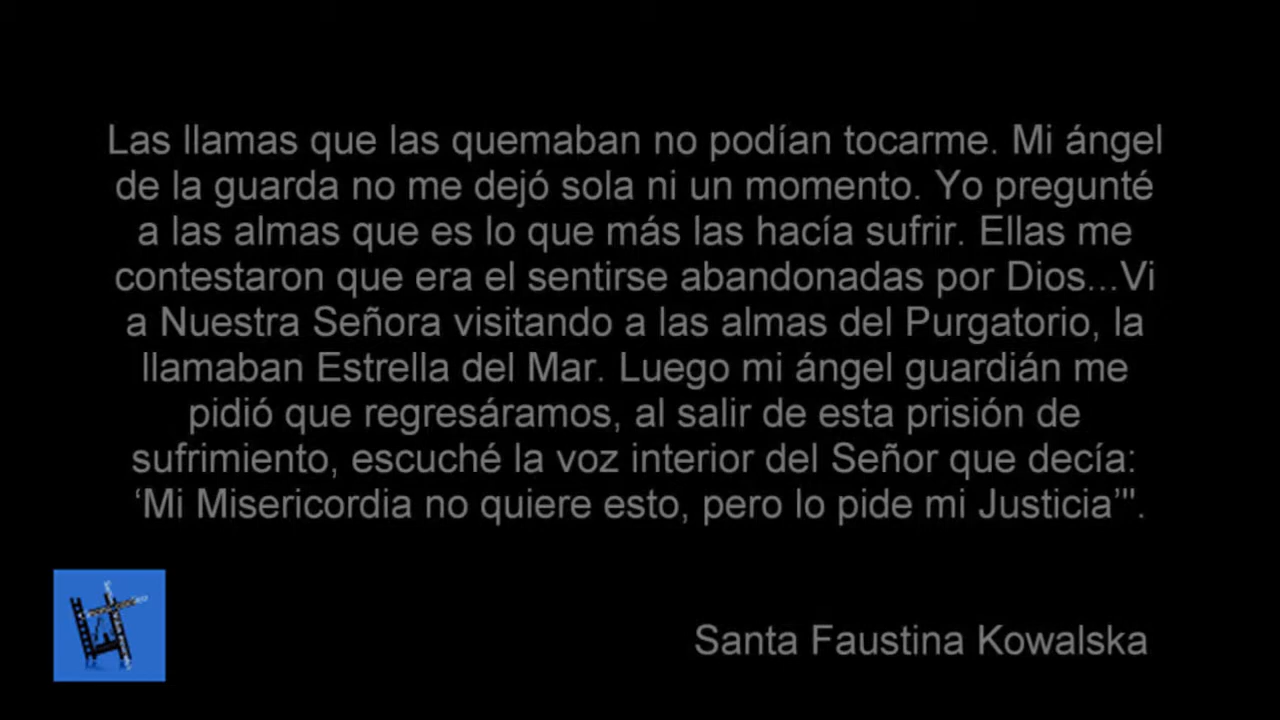 Las llamas que las quemaban no podían tocarme. Mi ángel
de la guarda no me dejó sola ni un momento. Yo pregunté
a las almas que es lo que más las hacía sufrir. Ellas me
contestaron que era el sentirse abandonadas por Dios...Vi
a Nuestra Señora visitando a las almas del Purgatorio, la
llamaban Estrella del Mar. Luego mi ángel guardián me
pidió que regresáramos, al salir de esta prisión de
sufrimiento, escuché la voz interior del Señor que decía:
‘Mi Misericordia no quiere esto, pero lo pide mi Justicia’".
Santa Faustina Kowalska